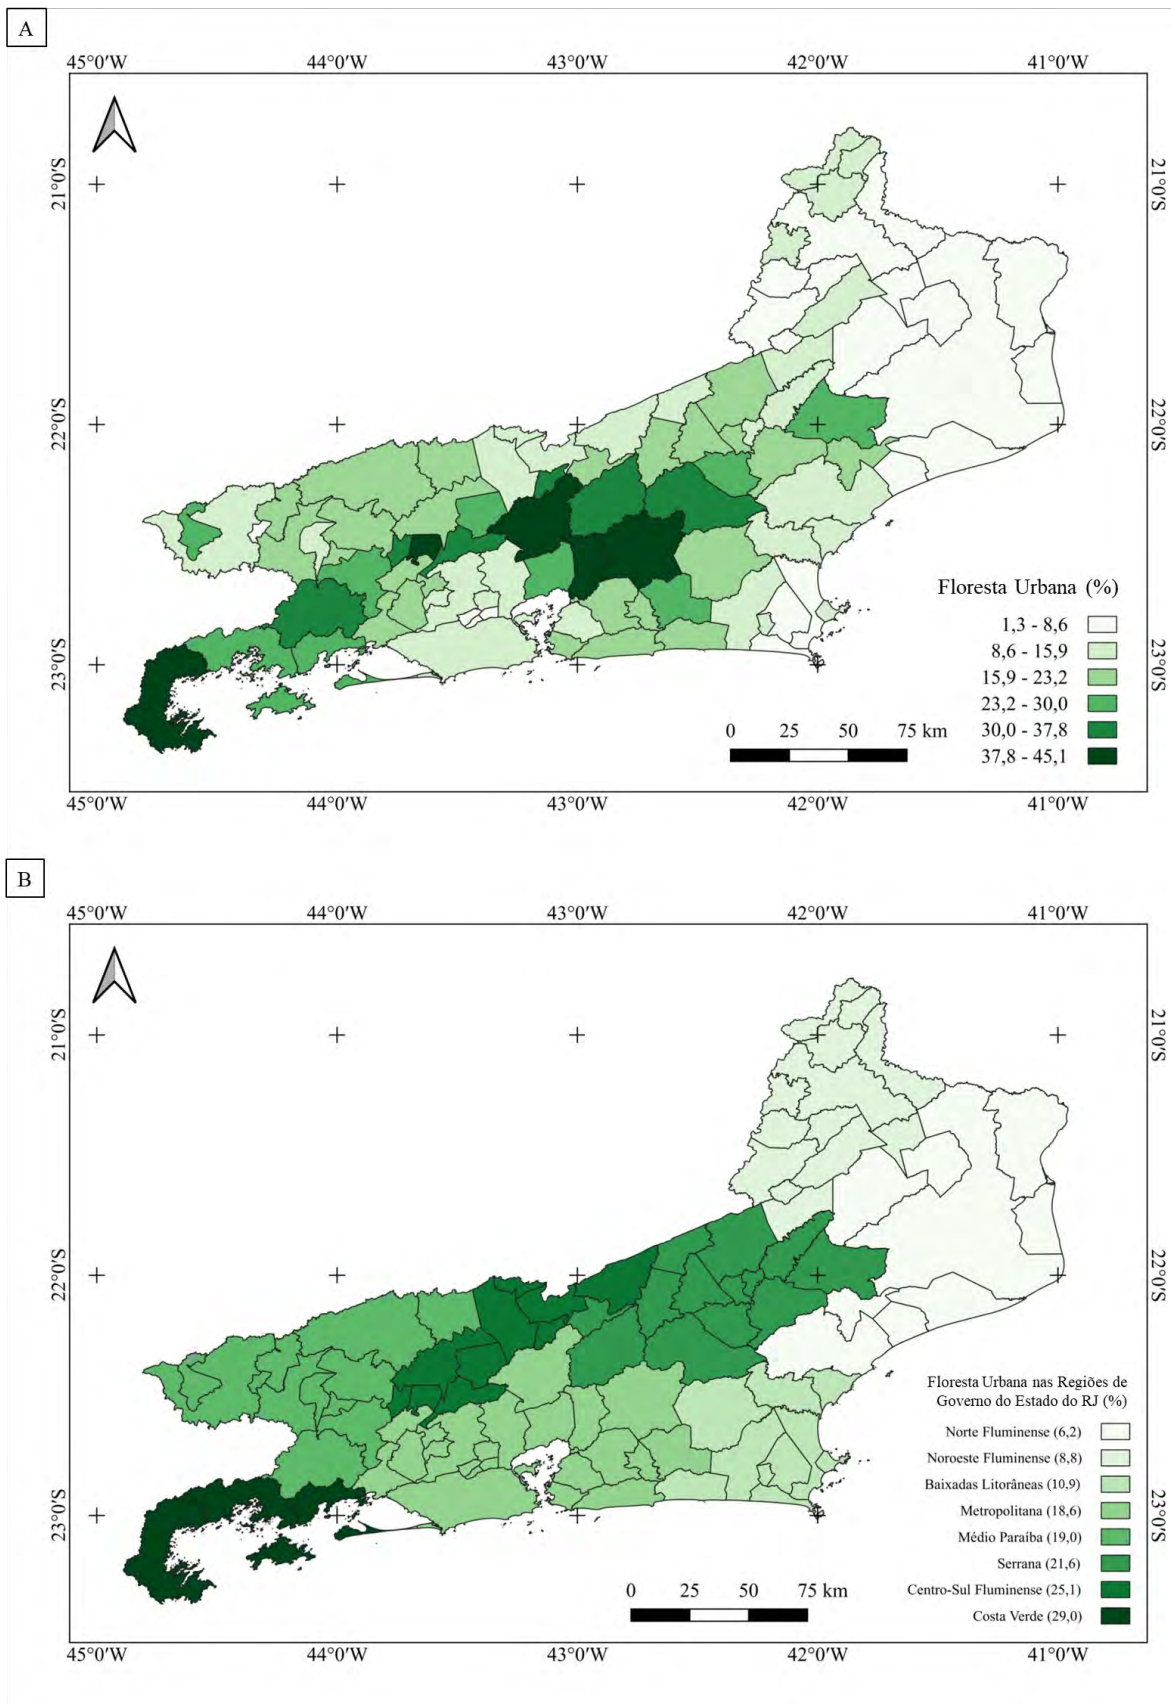 A
45°0'W 44°0'W 43°0'W 42°0'W 41°0'W
21°0'S 21°0'S
22°0'S 22°0'S
23°0'S 23°0'S
Floresta Urbana (%)
1,3 - 8,6
8,6 - 15,9
15,9 - 23,2
23,2 - 30,0
30,0 - 37,8
37,8 - 45,1
0 25 50 75 km
45°0'W 44°0'W 43°0'W 42°0'W 41°0'W
B
45°0'W 44°0'W 43°0'W 42°0'W 41°0'W
21°0'S 21°0'S
22°0'S 22°0'S
23°0'S 23°0'S
Floresta Urbana nas Regiões de
Governo do Estado do RJ (%)
Norte Fluminense (6,2)
Noroeste Fluminense (8,8)
Baixadas Litorâneas (10,9)
Metropolitana (18,6)
Médio Paraíba (19,0)
Serrana (21,6)
Centro-Sul Fluminense (25,1)
Costa Verde (29,0)
0 25 50 75 km
45°0'W 44°0'W 43°0'W 42°0'W 41°0'W